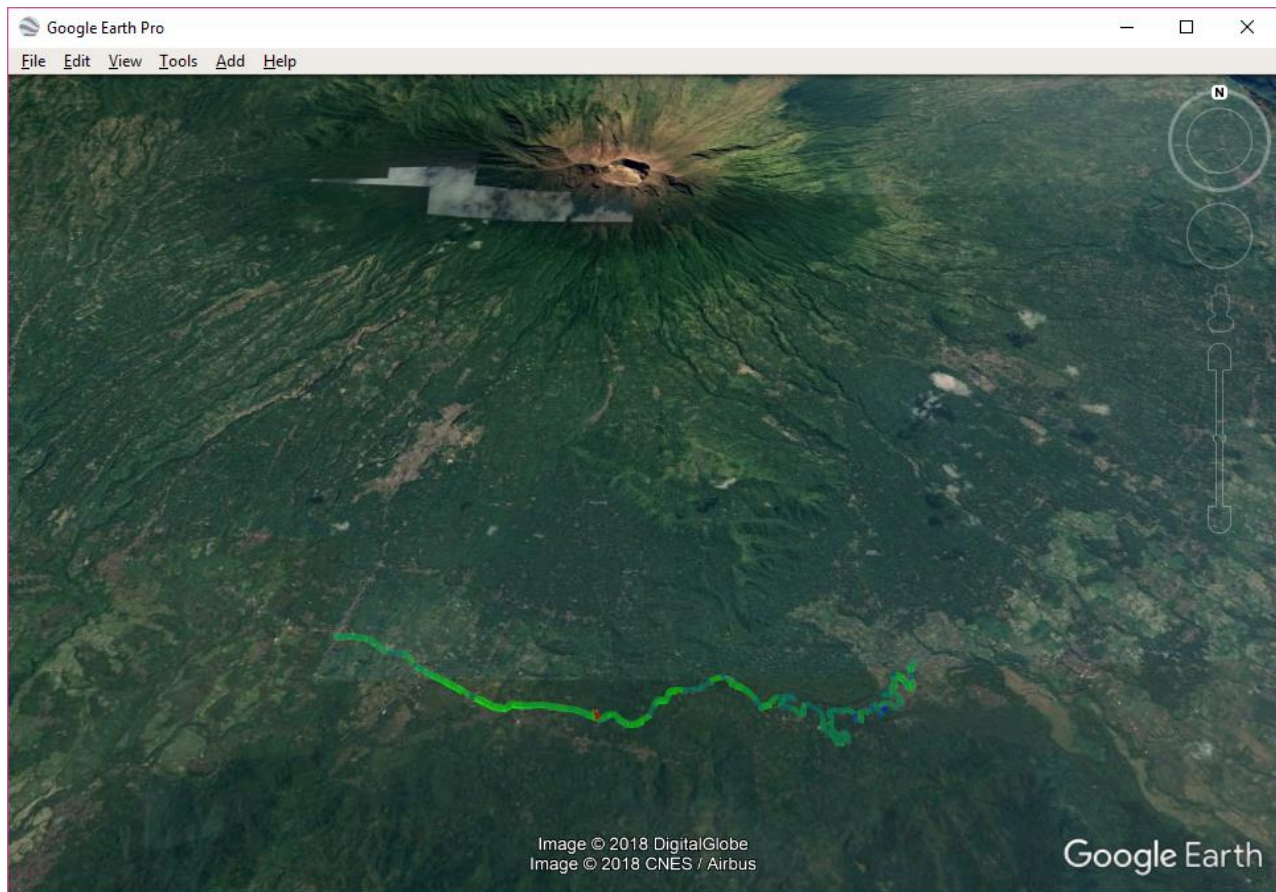 Google Earth Pro
File Edit View Tools Add Help
N
Image © 2018 DigitalGlobe
Image © 2018 CNES / Airbus
Google Earth